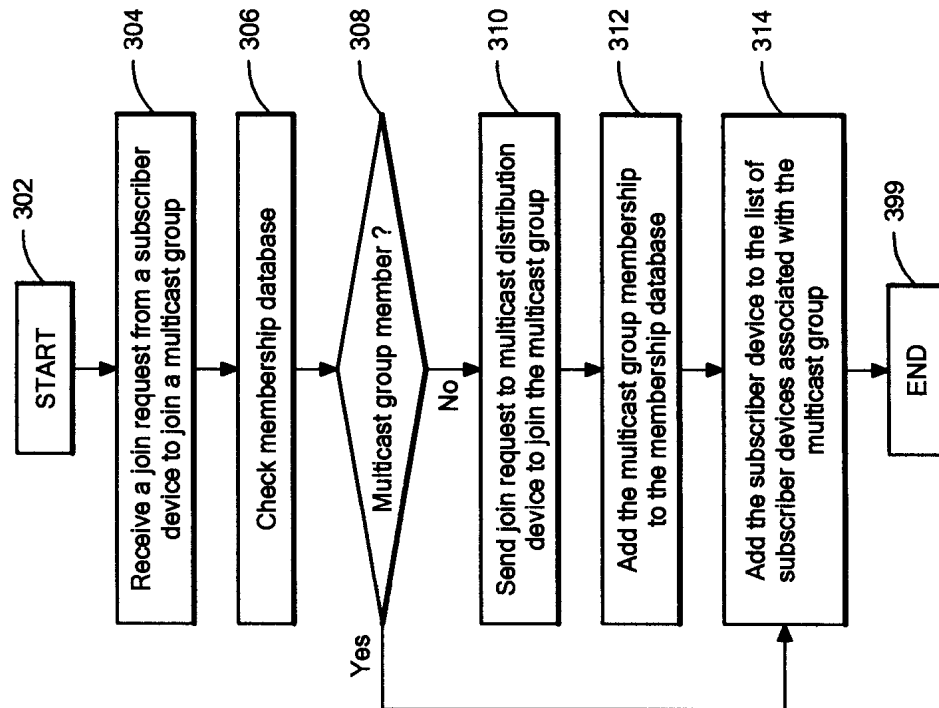 START
302
Receive a join request from a subscriber
device to join a multicast group
304
Check membership database
306
Multicast group member ?
308
Yes
No
Send join request to multicast distribution
device to join the multicast group
310
Add the multicast group membership
to the membership database
312
Add the subscriber device to the list of
subscriber devices associated with the
multicast group
314
END
399